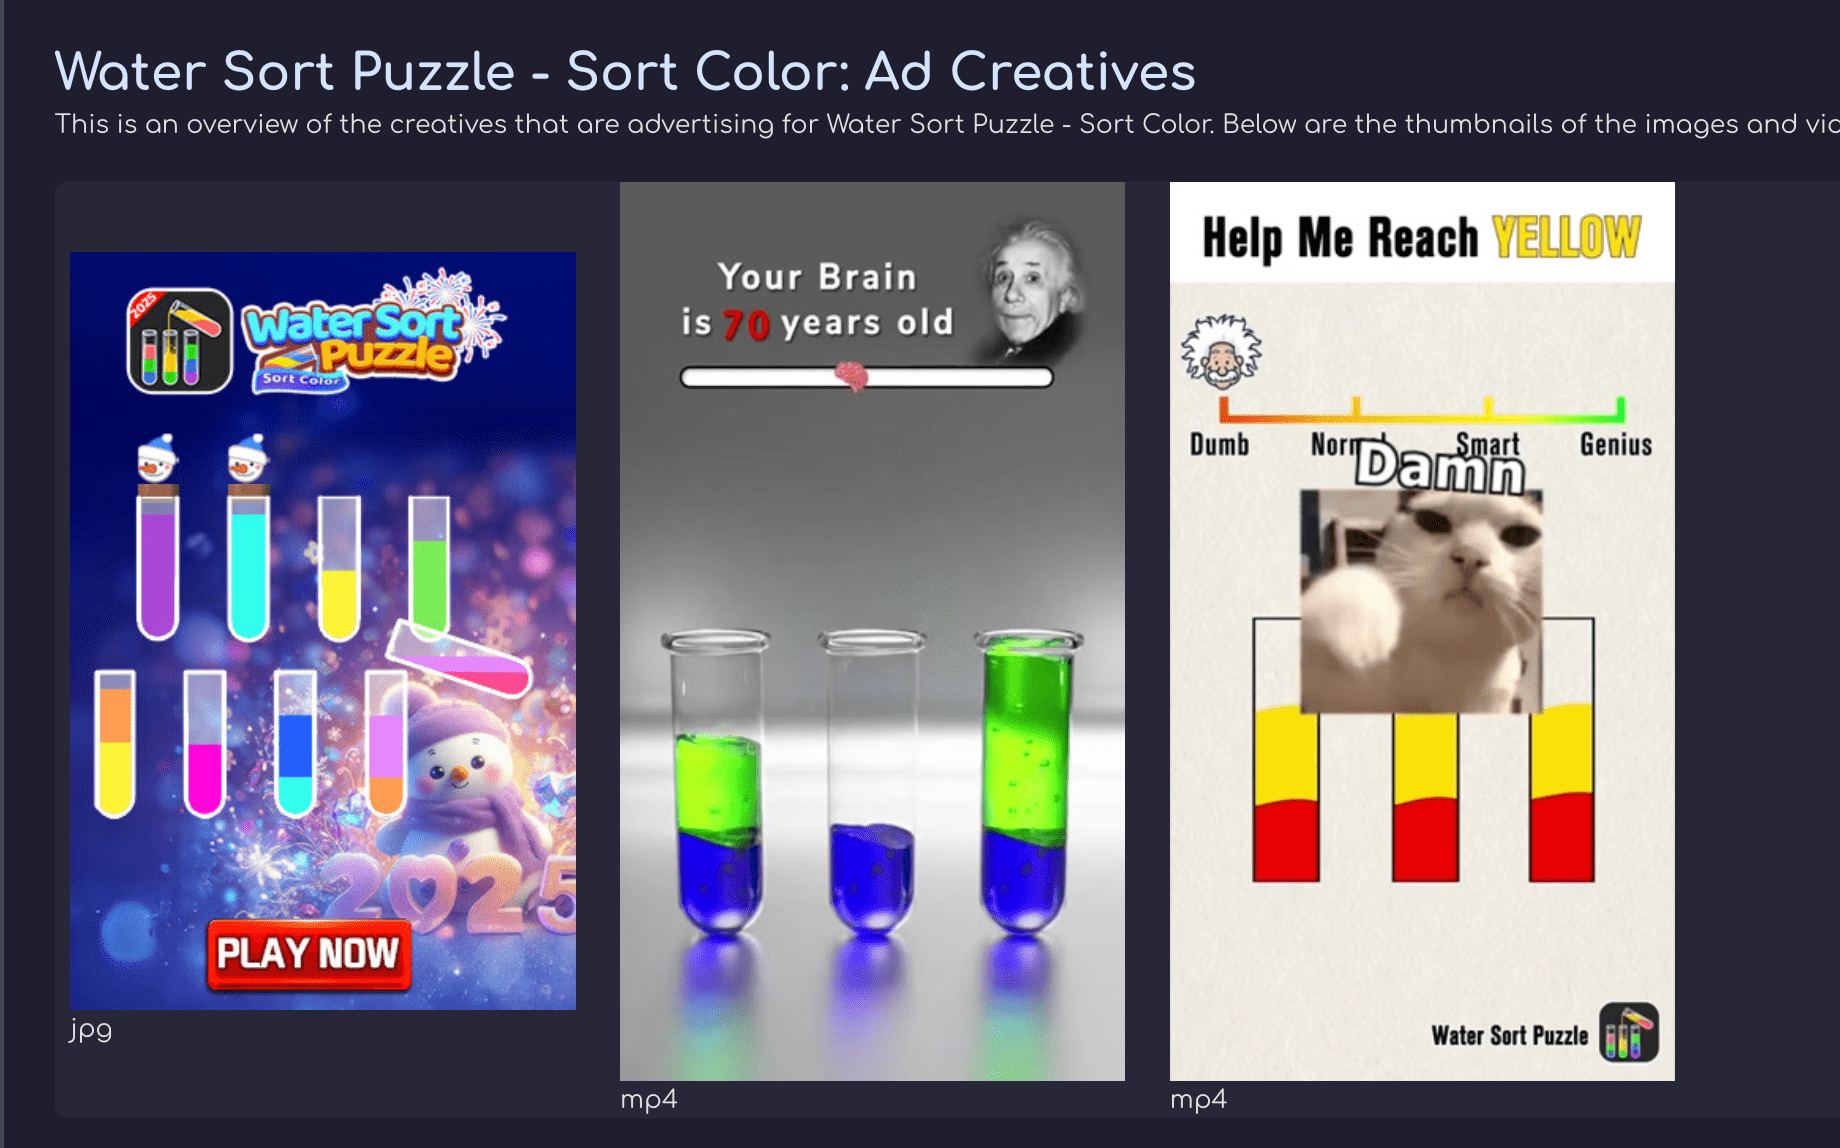 Water Sort Puzzle - Sort Color: Ad Creatives
This is an overview of the creatives that are advertising for Water Sort Puzzle - Sort Color. Below are the thumbnails of the images and
2025
Water Sort
Puzzle
Sort Color
2025
PLAY NOW
jpg
Your Brain
is 70 years old
mp4
Help Me Reach YELLOW
Dumb Smart Genius
Damn
Water Sort Puzzle
mp4